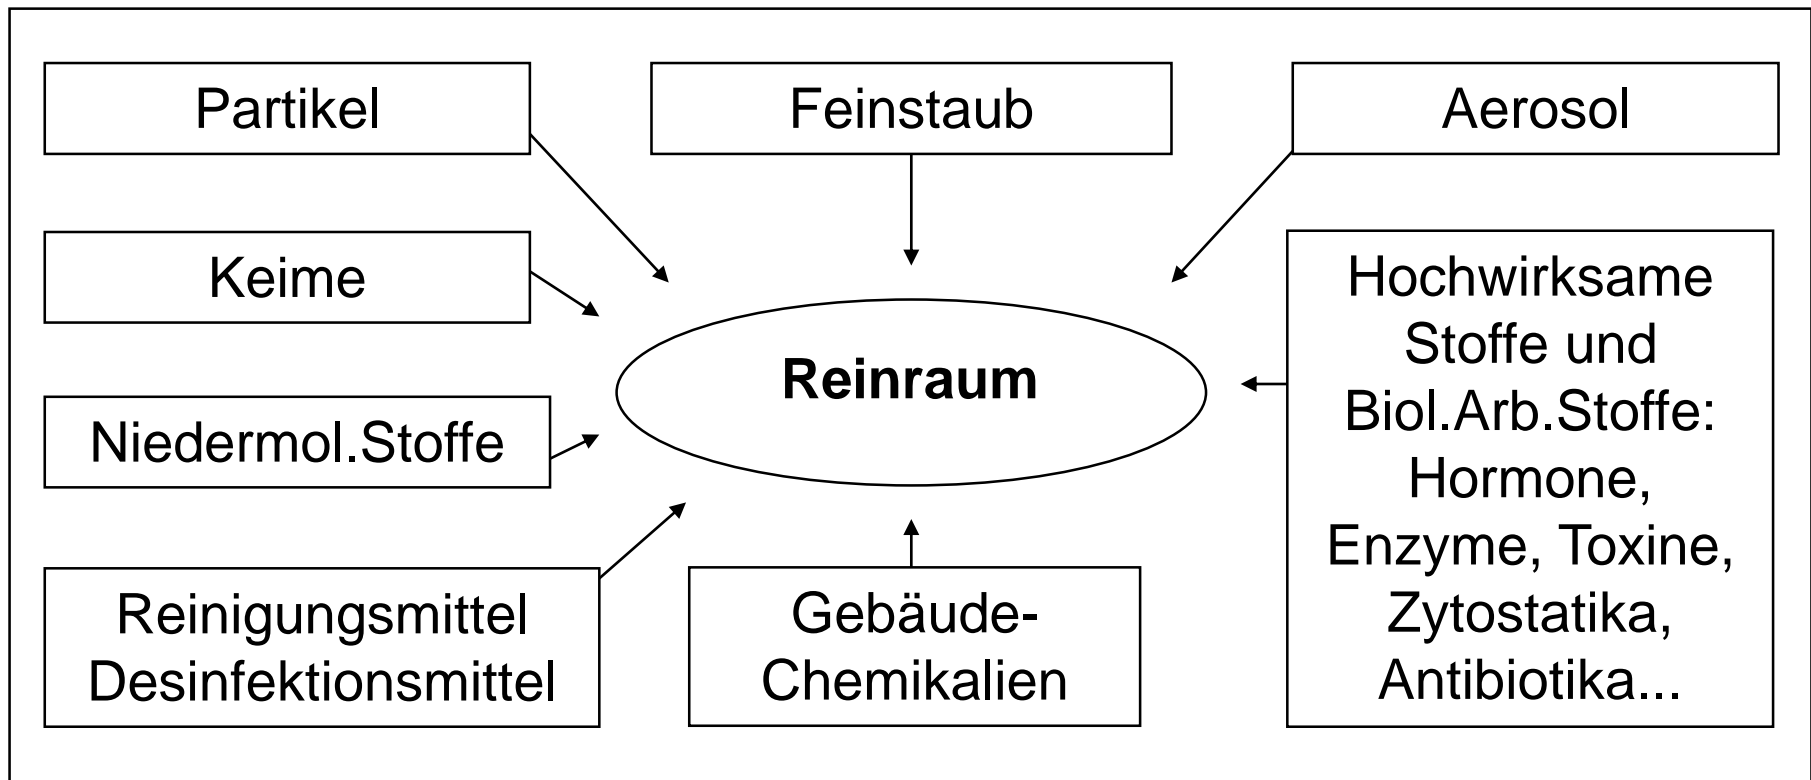 Partikel
Feinstaub
Aerosol
Keime
Hochwirksame
Stoffe und
Biol.Arb.Stoffe:
Hormone,
Enzyme, Toxine,
Zytostatika,
Antibiotika...
Reinraum
Niedermol.Stoffe
Reinigungsmittel
Desinfektionsmittel
Gebäude-
Chemikalien